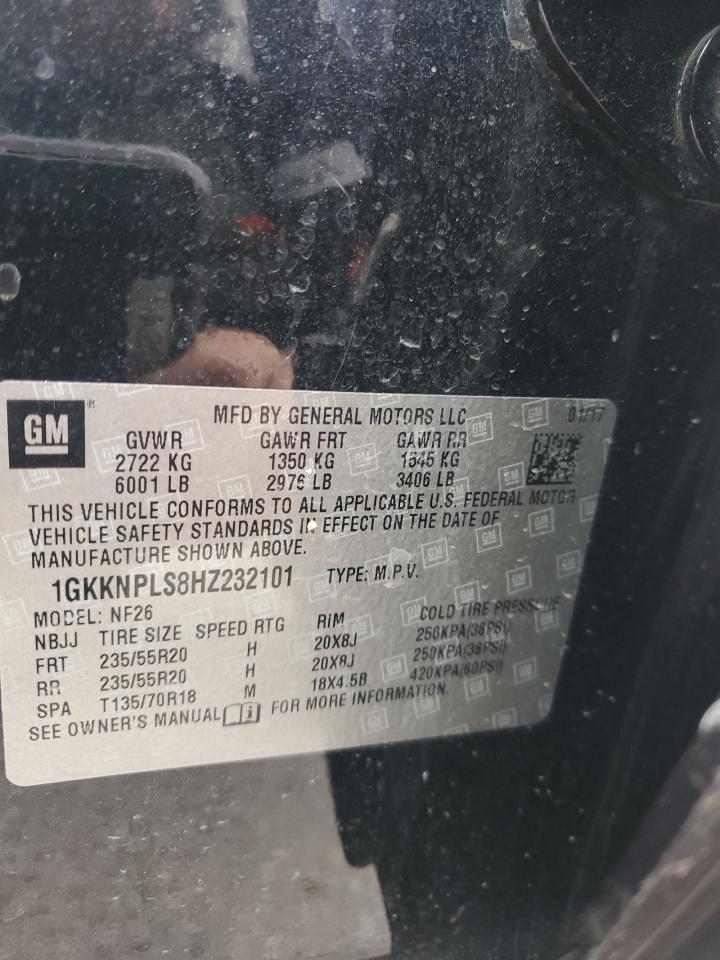 GM
MFD BY GENERAL MOTORS LLC 01/17
GVWR GAWR FRT GAWR RR
2722 KG 1350 KG 1545 KG
6001 LB 2976 LB 3406 LB
THIS VEHICLE CONFORMS TO ALL APPLICABLE U.S. FEDERAL MOTOR
VEHICLE SAFETY STANDARDS IN EFFECT ON THE DATE OF
MANUFACTURE SHOWN ABOVE.
1GKKNPLS8HZ232101 TYPE: M.P.V.
MODEL: NF26
NBJJ TIRE SIZE SPEED RTG RIM COLD TIRE PRESSURE
FRT 235/55R20 H 20X8J 250KPA(36PSI)
RR 235/55R20 H 20X8J 250KPA(36PSI)
SPA T135/70R18 M 18X4.5B 420KPA(60PSI)
SEE OWNER'S MANUAL FOR MORE INFORMATION.